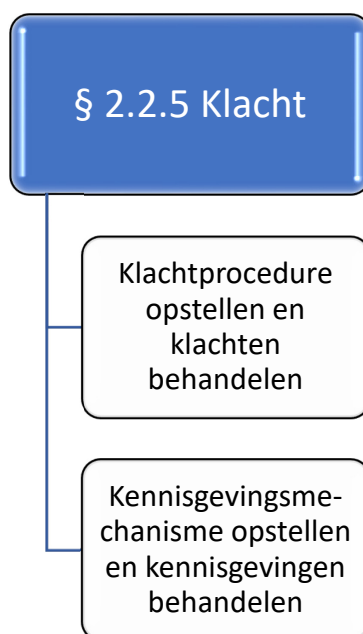 § 2.2.5 Klacht
Klachtprocedure
opstellen en
klachten
behandelen
Kennisgevingsme-
chanisme opstellen
en kennisgevingen
behandelen